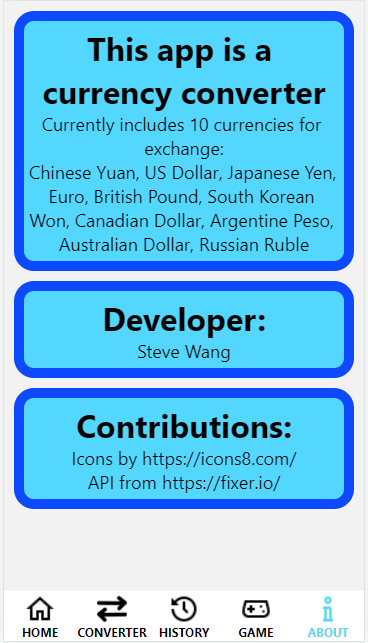 This app is a
currency converter
Currently includes 10 currencies for
exchange:
Chinese Yuan, US Dollar, Japanese Yen,
Euro, British Pound, South Korean
Won, Canadian Dollar, Argentine Peso,
Australian Dollar, Russian Ruble
Developer:
Steve Wang
Contributions:
Icons by https://icons8.com/
API from https://fixer.io/
HOME CONVERTER HISTORY GAME ABOUT